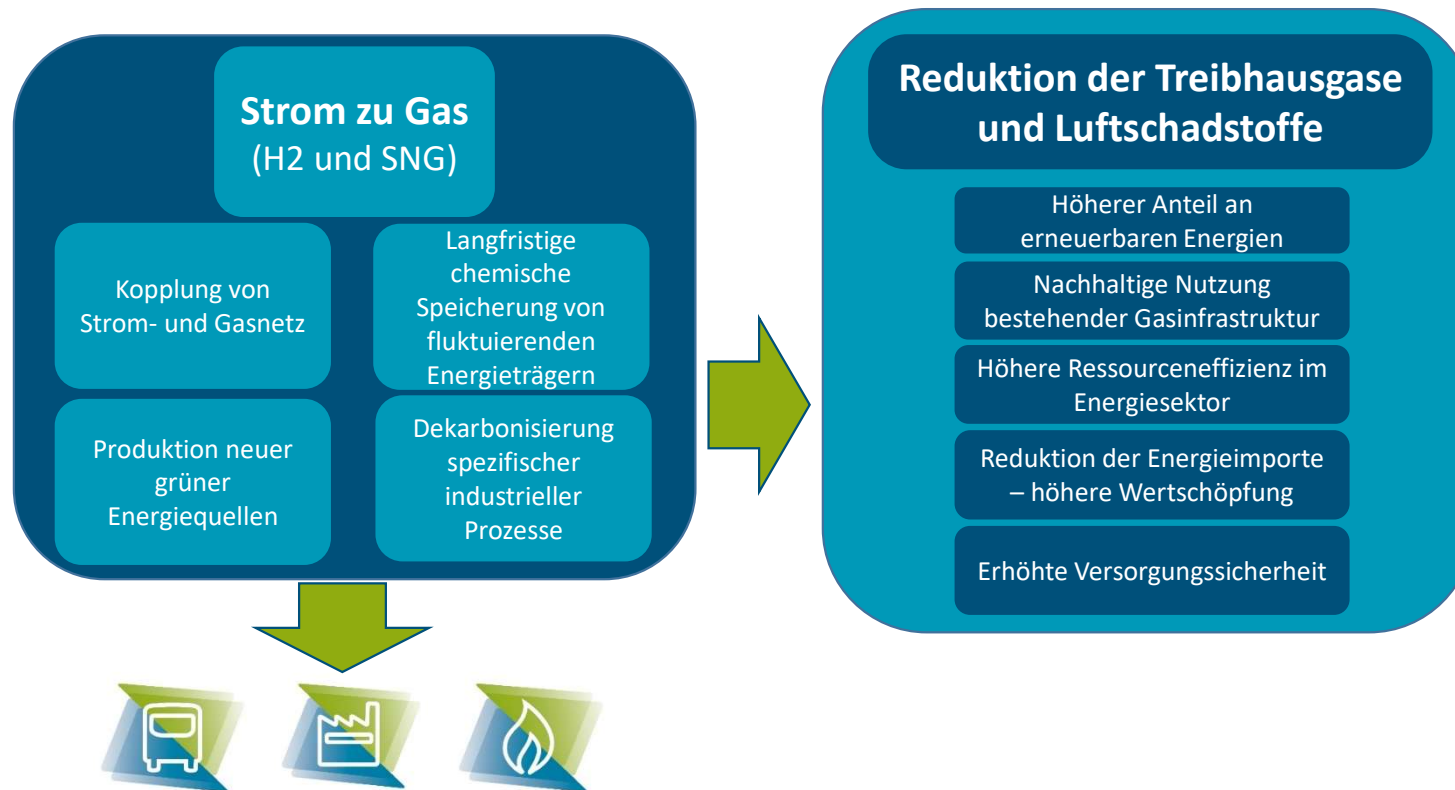 Strom zu Gas
(H2 und SNG)
Kopplung von
Strom- und Gasnetz
Langfristige
chemische
Speicherung von
fluktuierenden
Energieträgern
Produktion neuer
grüner
Energiequellen
Dekarbonisierung
spezifischer
industrieller
Prozesse
Reduktion der Treibhausgase
und Luftschadstoffe
Höherer Anteil an
erneuerbaren Energien
Nachhaltige Nutzung
bestehender Gasinfrastruktur
Höhere Ressourceneffizienz im
Energiesektor
Reduktion der Energieimporte
– höhere Wertschöpfung
Erhöhte Versorgungssicherheit